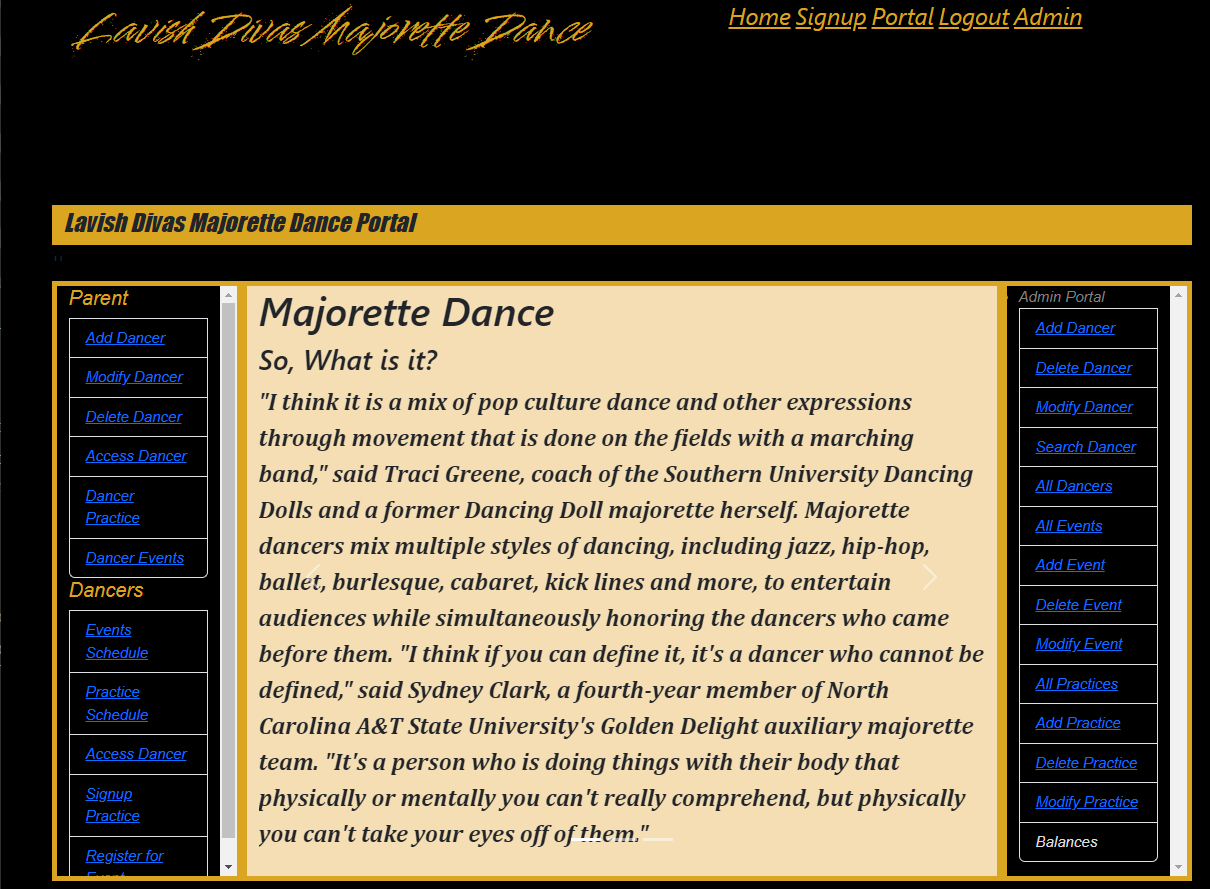 Lavish Divas Majorette Dance
Home Signup Portal Logout Admin
Lavish Divas Majorette Dance Portal
Parent
Add Dancer
Modify Dancer
Delete Dancer
Access Dancer
Dancer
Practice
Dancer Events
Dancers
Events
Schedule
Practice
Schedule
Access Dancer
Signup
Practice
Register for
Event
Majorette Dance
So, What is it?
"I think it is a mix of pop culture dance and other expressions
through movement that is done on the fields with a marching
band," said Traci Greene, coach of the Southern University Dancing
Dolls and a former Dancing Doll majorette herself. Majorette
dancers mix multiple styles of dancing, including jazz, hip-hop,
ballet, burlesque, cabaret, kick lines and more, to entertain
audiences while simultaneously honoring the dancers who came
before them. "I think if you can define it, it's a dancer who cannot be
defined," said Sydney Clark, a fourth-year member of North
Carolina A&T State University's Golden Delight auxiliary majorette
team. "It's a person who is doing things with their body that
physically or mentally you can't really comprehend, but physically
you can't take your eyes off of them."
Admin Portal
Add Dancer
Delete Dancer
Modify Dancer
Search Dancer
All Dancers
All Events
Add Event
Delete Event
Modify Event
All Practices
Add Practice
Delete Practice
Modify Practice
Balances